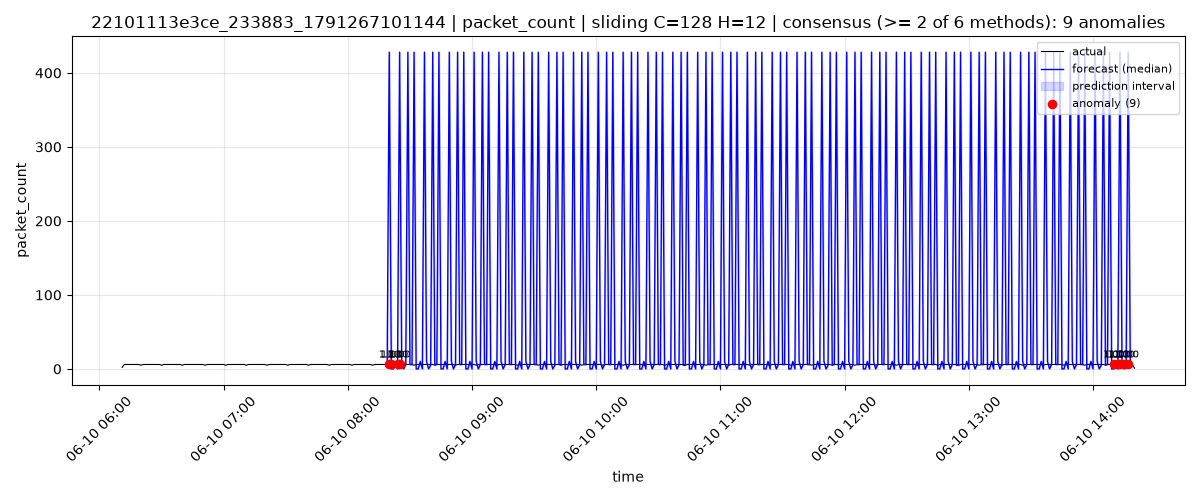 22101113e3ce_233883_1791267101144 | packet_count | sliding C=128 H=12 | consensus (>= 2 of 6 methods): 9 anomalies
actual
forecast (median)
prediction interval
anomaly (9)
packet_count
400
300
200
100
0
06-10 06:00
06-10 07:00
06-10 08:00
06-10 09:00
06-10 10:00
06-10 11:00
06-10 12:00
06-10 13:00
06-10 14:00
time